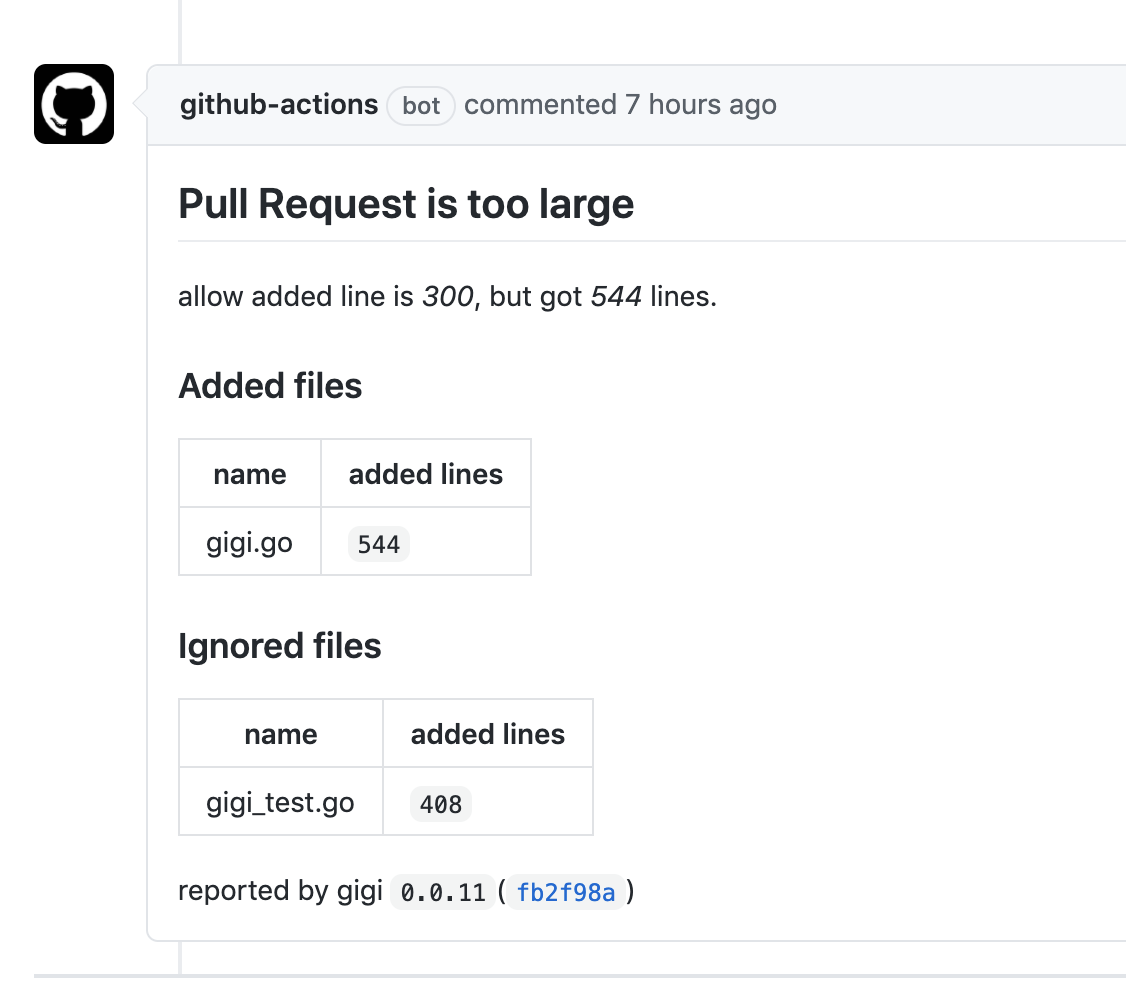 github-actions bot commented 7 hours ago
Pull Request is too large
allow added line is 300, but got 544 lines.
Added files
name added lines
gigi.go 544
Ignored files
name added lines
gigi_test.go 408
reported by gigi 0.0.11 (fb2f98a)